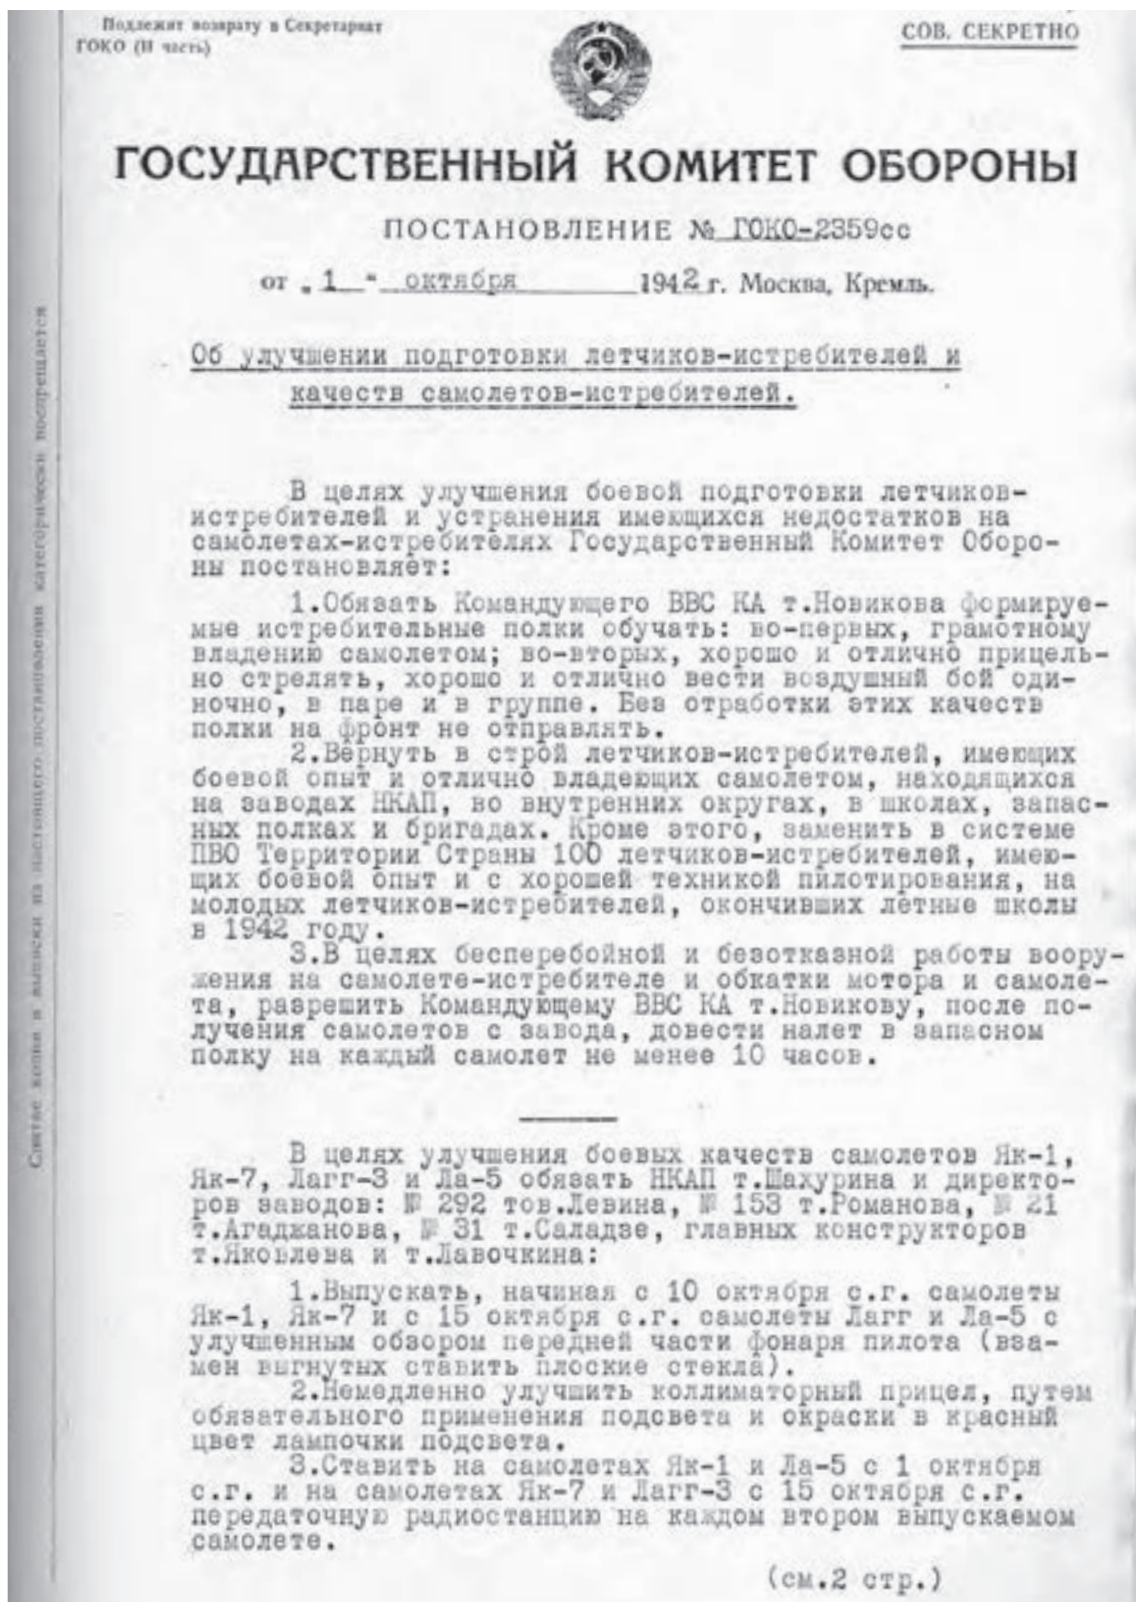 Подлежит возврату в Секретариат
ГОКО (II часть)
СОВ. СЕКРЕТНО
ГОСУДАРСТВЕННЫЙ КОМИТЕТ ОБОРОНЫ
ПОСТАНОВЛЕНИЕ № ГОКО-2359сс
от „1" октября 1942 г. Москва, Кремль.
Об улучшении подготовки летчиков-истребителей и
качеств самолетов-истребителей.
В целях улучшения боевой подготовки летчиков-
истребителей и устранения имеющихся недостатков на
самолетах-истребителях Государственный Комитет Оборо-
ны постановляет:
1.Обязать Командующего ВВС КА т.Новикова формируе-
мые истребительные полки обучать: во-первых, грамотному
владению самолетом; во-вторых, хорошо и отлично прицель-
но стрелять, хорошо и отлично вести воздушный бой оди-
ночно, в паре и в группе. Без отработки этих качеств
полки на фронт не отправлять.
2.Вернуть в строй летчиков-истребителей, имеющих
боевой опыт и отлично владеющих самолетом, находящихся
на заводах НКАП, во внутренних округах, в школах, запас-
ных полках и бригадах. Кроме этого, заменить в системе
ПВО Территории Страны 100 летчиков-истребителей, имею-
щих боевой опыт и с хорошей техникой пилотирования, на
молодых летчиков-истребителей, окончивших летные школы
в 1942 году.
3.В целях бесперебойной и безотказной работы воору-
жения на самолете-истребителе и обкатки мотора и самоле-
та, разрешить Командующему ВВС КА т.Новикову, после по-
лучения самолетов с завода, довести налет в запасном
полку на каждый самолет не менее 10 часов.
В целях улучшения боевых качеств самолетов Як-1,
Як-7, Лагг-3 и Ла-5 обязать НКАП т.Шахурина и директо-
ров заводов: № 292 тов.Левина, № 153 т.Романова, № 21
т.Агаджанова, № 31 т.Саладзе, главных конструкторов
т.Яковлева и т.Лавочкина:
1.Выпускать, начиная с 10 октября с.г. самолеты
Як-1, Як-7 и с 15 октября с.г. самолеты Лагг и Ла-5 с
улучшенным обзором передней части фонаря пилота (вза-
мен выгнутых ставить плоские стекла).
2.Немедленно улучшить коллиматорный прицел, путем
обязательного применения подсвета и окраски в красный
цвет лампочки подсвета.
3.Ставить на самолетах Як-1 и Ла-5 с 1 октября
с.г. и на самолетах Як-7 и Лагг-3 с 15 октября с.г.
передаточную радиостанцию на каждом втором выпускаемом
самолете.
(см.2 стр.)
Снятие копии и выписки из настоящего постановления категорически воспрещается